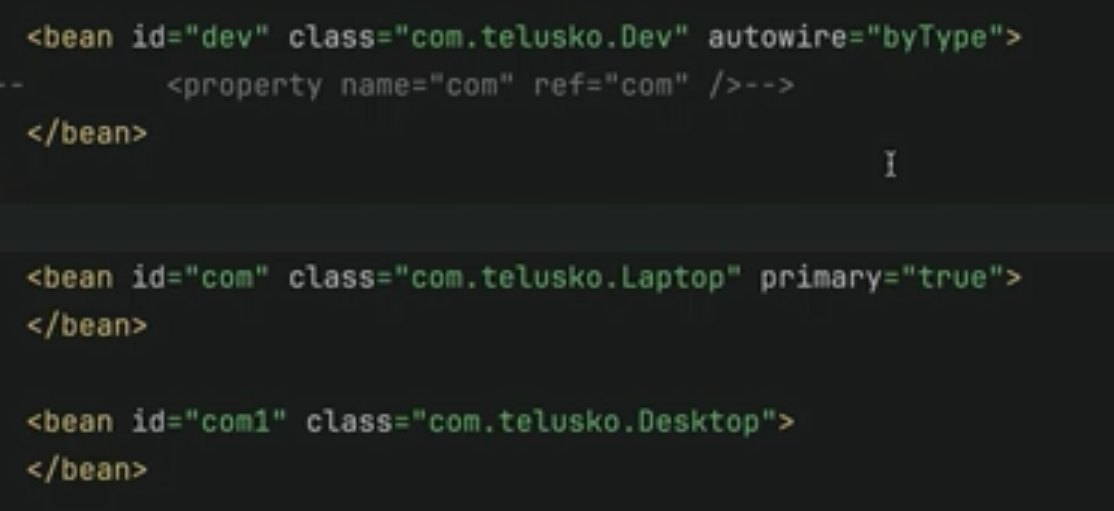 <bean id="dev" class="com.telusko.Dev" autowire="byType">
--        <property name="com" ref="com" />-->
</bean>
<bean id="com" class="com.telusko.Laptop" primary="true">
</bean>
<bean id="com1" class="com.telusko.Desktop">
</bean>